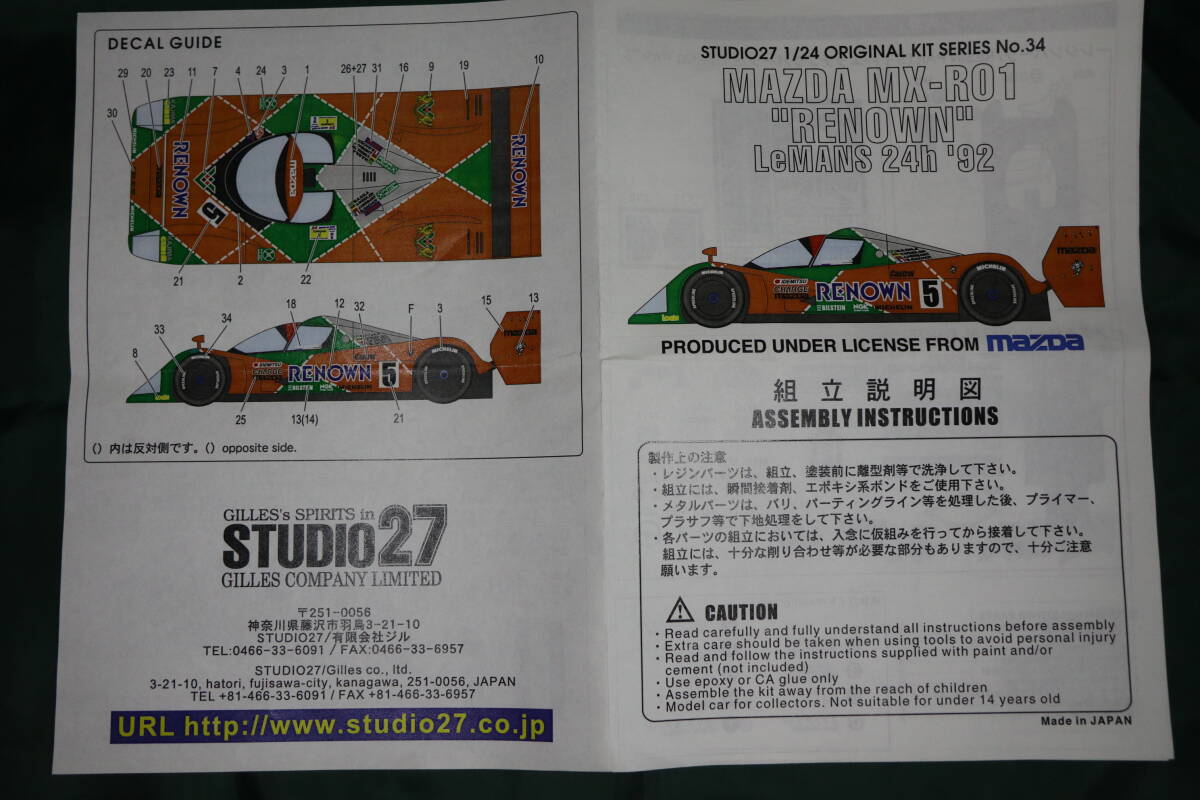 DECAL GUIDE
29 20 23 11 7 4 24 3 1 26+27 31 16 9 19 10
30
RENOWN
5
mazda
RENOWN
21 2 22
33 34 18 12 32 F 3 15 13
8
mazda
MICHELIN
IDEMITSU
CHARGE
mazda
RENOWN
5
BILSTEIN
NGK
MICHELIN
Lodio
25 13(14) 21
()内は反対側です。() opposite side.
GILLES's SPIRITS in
STUDIO27
GILLES COMPANY LIMITED
〒251-0056
神奈川県藤沢市羽鳥3-21-10
STUDIO27/有限会社ジル
TEL:0466-33-6091 / FAX:0466-33-6957
STUDIO27/Gilles co., ltd.
3-21-10, hatori, fujisawa-city, kanagawa, 251-0056, JAPAN
TEL +81-466-33-6091 / FAX +81-466-33-6957
URL http://www.studio27.co.jp
STUDIO27 1/24 ORIGINAL KIT SERIES No.34
MAZDA MX-R01
"RENOWN"
LeMANS 24h '92
mazda
MICHELIN
IDEMITSU
CHARGE
mazda
RENOWN
5
BILSTEIN
NGK
MICHELIN
PRODUCED UNDER LICENSE FROM mazda
組立説明図
ASSEMBLY INSTRUCTIONS
製作上の注意
・レジンパーツは、組立、塗装前に離型剤等で洗浄して下さい。
・組立には、瞬間接着剤、エポキシ系ボンドをご使用下さい。
・メタルパーツは、バリ、パーティングライン等を処理した後、プライマー、
プラサフ等で下地処理をして下さい。
・各パーツの組立においては、入念に仮組みを行ってから接着して下さい。
組立には、十分な削り合わせ等が必要な部分もありますので、十分ご注意
願います。
CAUTION
・Read carefully and fully understand all instructions before assembly
・Extra care should be taken when using tools to avoid personal injury
・Read and follow the instructions supplied with paint and/or
cement (not included)
・Use epoxy or CA glue only
・Assemble the kit away from the reach of children
・Model car for collectors. Not suitable for under 14 years old
Made in JAPAN